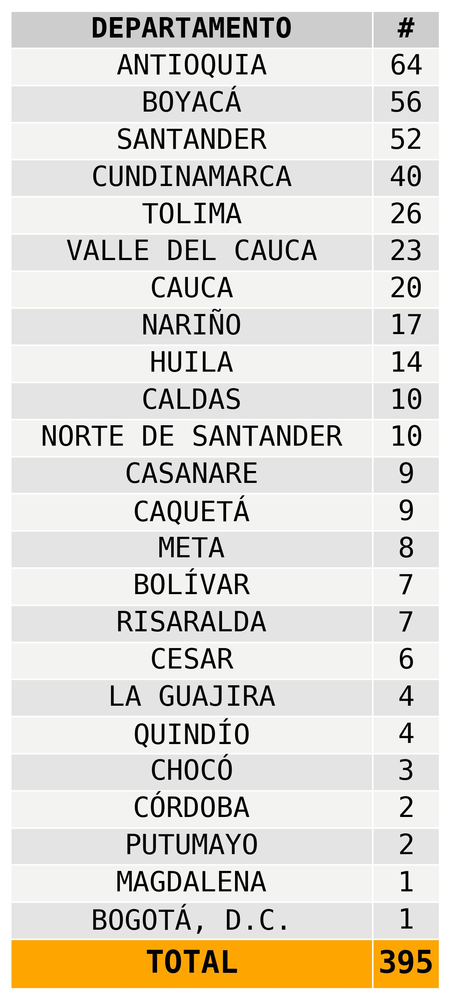 DEPARTAMENTO #
ANTIOQUIA 64
BOYACÁ 56
SANTANDER 52
CUNDINAMARCA 40
TOLIMA 26
VALLE DEL CAUCA 23
CAUCA 20
NARIÑO 17
HUILA 14
CALDAS 10
NORTE DE SANTANDER 10
CASANARE 9
CAQUETÁ 9
META 8
BOLÍVAR 7
RISARALDA 7
CESAR 6
LA GUAJIRA 4
QUINDÍO 4
CHOCÓ 3
CÓRDOBA 2
PUTUMAYO 2
MAGDALENA 1
BOGOTÁ, D.C. 1
TOTAL 395